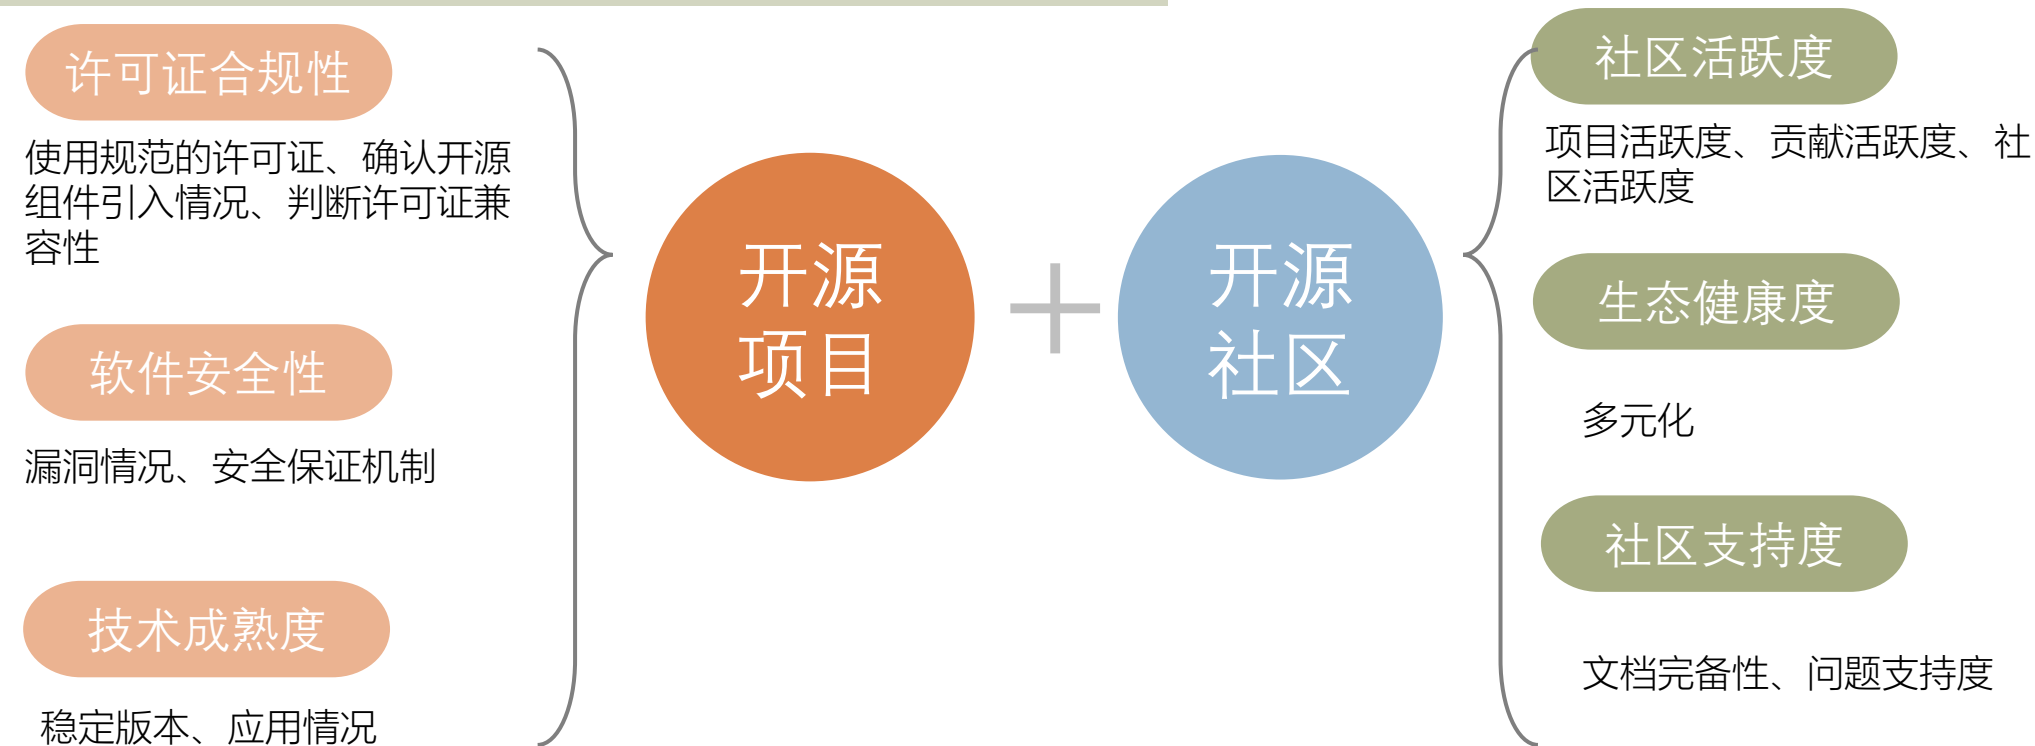 许可证合规性
使用规范的许可证、确认开源
组件引入情况、判断许可证兼
容性
软件安全性
漏洞情况、安全保证机制
技术成熟度
稳定版本、应用情况
开源
项目
开源
社区
社区活跃度
项目活跃度、贡献活跃度、社
区活跃度
生态健康度
多元化
社区支持度
文档完备性、问题支持度